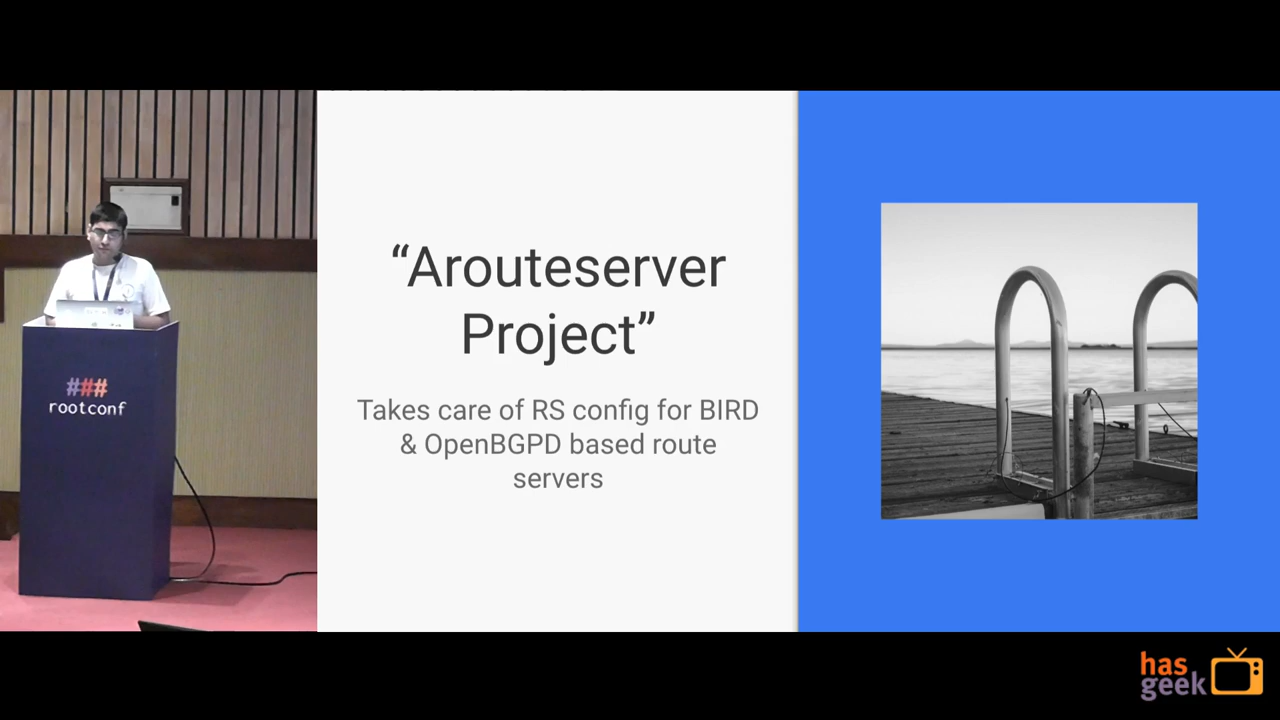 “Arouteserver
Project”
Takes care of RS config for BIRD
& OpenBGPD based route
servers
###
rootconf
has
geek